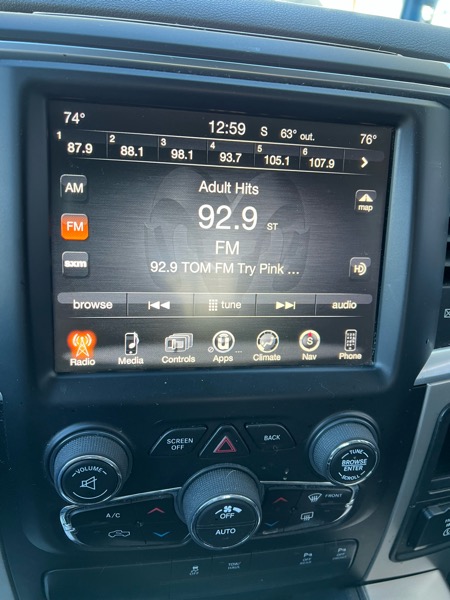 74° 12:59 S 63° out. 76°
1 87.9 2 88.1 3 98.1 4 93.7 5 105.1 6 107.9
AM Adult Hits
map
92.9 ST
FM FM
92.9 TOM FM Try Pink ...
sxm HD
browse tune audio
Radio Media Controls Apps Climate Nav Phone
S
SCREEN OFF BACK
VOLUME
TUNE
BROWSE
ENTER
SCROLL
A/C OFF FRONT
AUTO
OFF TOW/HAUL